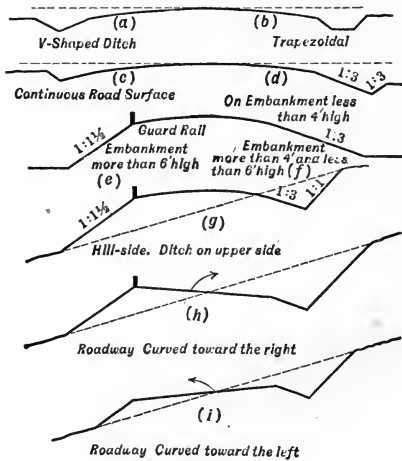 (a) (b)
V-Shaped Ditch Trapezoidal
(c) (d) 1:3 1:3
Continuous Road Surface
On Embankment less
than 4' high
1:1½ Guard Rail 1:3
Embankment
more than 6' high
(e)
Embankment
more than 4' and less
than 6' high (f)
1:1½ (g) 1:3 1:1
Hill-side. Ditch on upper side
(h)
Roadway Curved toward the right
(i)
Roadway Curved toward the left